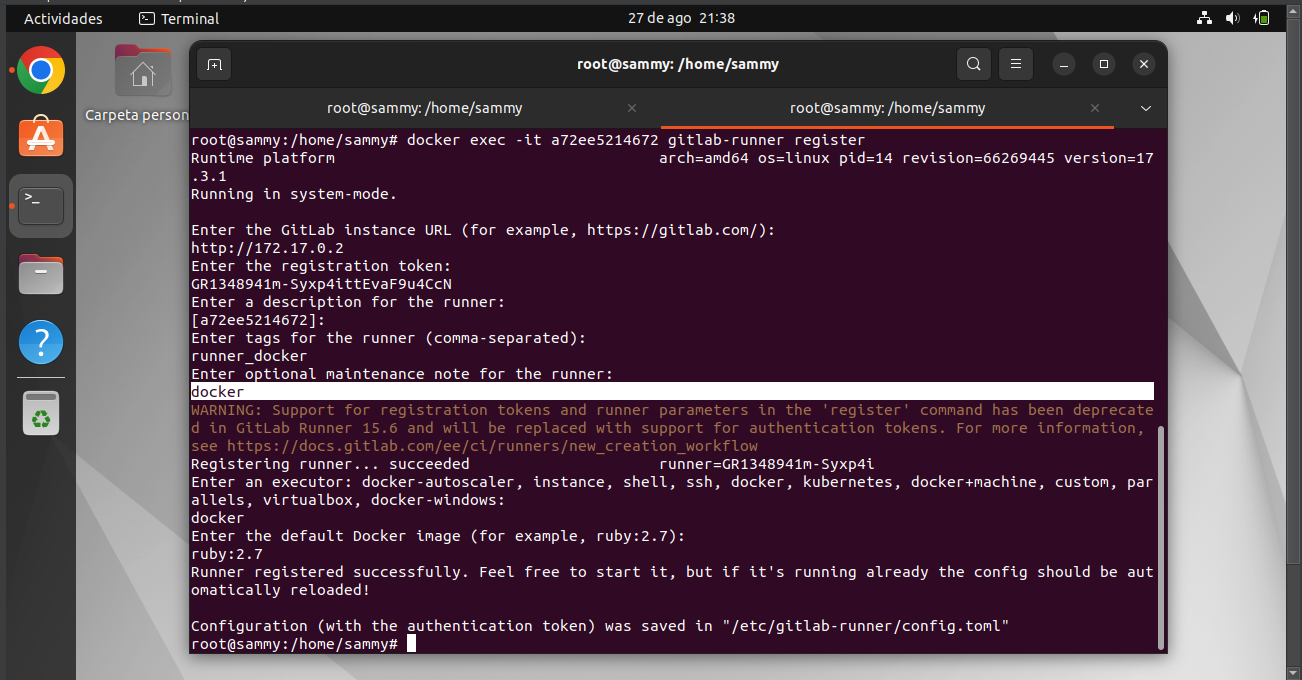 Actividades
Terminal
27 de ago 21:38
Carpeta person
root@sammy: /home/sammy
root@sammy: /home/sammy
root@sammy: /home/sammy
root@sammy:/home/sammy# docker exec -it a72ee5214672 gitlab-runner register
Runtime platform                                    arch=amd64 os=linux pid=14 revision=66269445 version=17
.3.1
Running in system-mode.
Enter the GitLab instance URL (for example, https://gitlab.com/):
http://172.17.0.2
Enter the registration token:
GR1348941m-Syxp4ittEvaF9u4CcN
Enter a description for the runner:
[a72ee5214672]:
Enter tags for the runner (comma-separated):
runner_docker
Enter optional maintenance note for the runner:
docker
WARNING: Support for registration tokens and runner parameters in the 'register' command has been deprecate
d in GitLab Runner 15.6 and will be replaced with support for authentication tokens. For more information,
see https://docs.gitlab.com/ee/ci/runners/new_creation_workflow
Registering runner... succeeded                     runner=GR1348941m-Syxp4i
Enter an executor: docker-autoscaler, instance, shell, ssh, docker, kubernetes, docker+machine, custom, par
allels, virtualbox, docker-windows:
docker
Enter the default Docker image (for example, ruby:2.7):
ruby:2.7
Runner registered successfully. Feel free to start it, but if it's running already the config should be aut
omatically reloaded!
Configuration (with the authentication token) was saved in "/etc/gitlab-runner/config.toml"
root@sammy:/home/sammy#